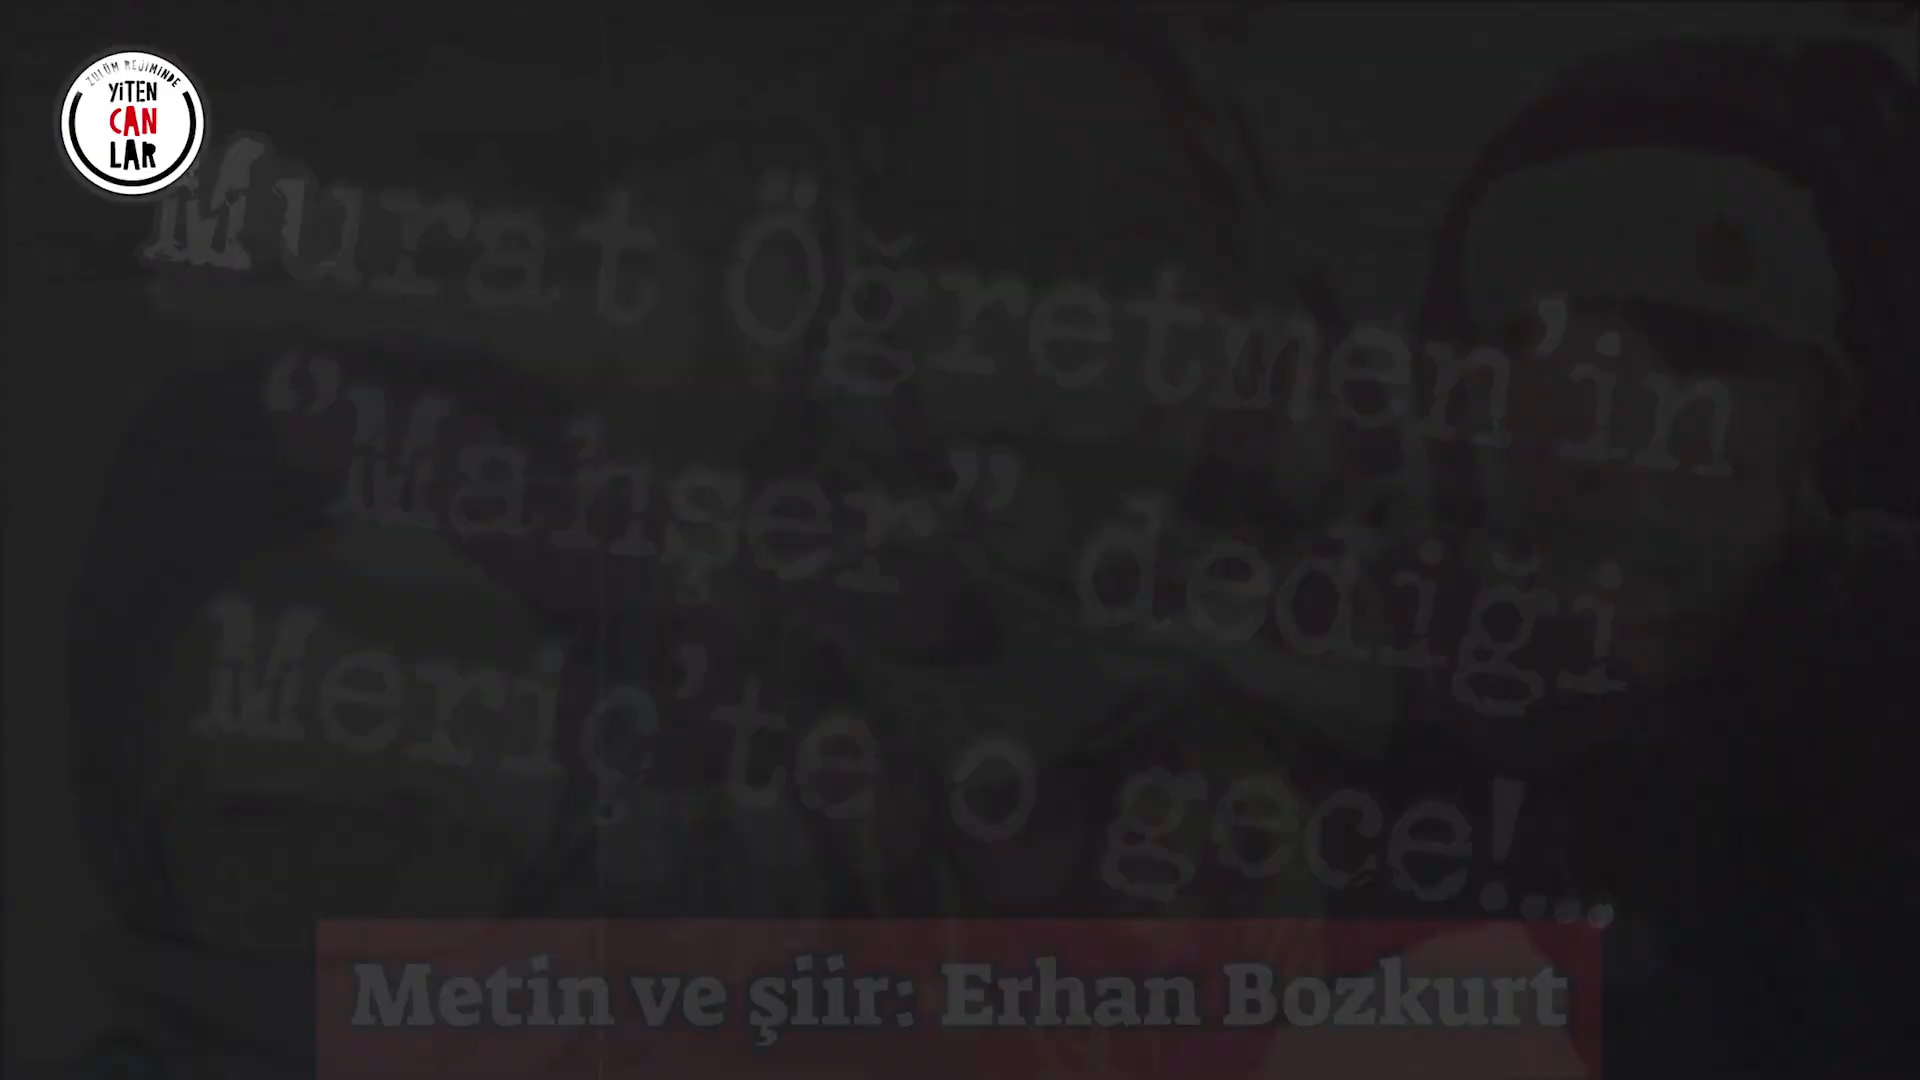 ZULÜM REJİMİNDE
YİTEN
CAN
LAR
Murat Öğretmen’in
“Mahşer” dediği
Meriç’te o gece!...
Metin ve şiir: Erhan Bozkurt